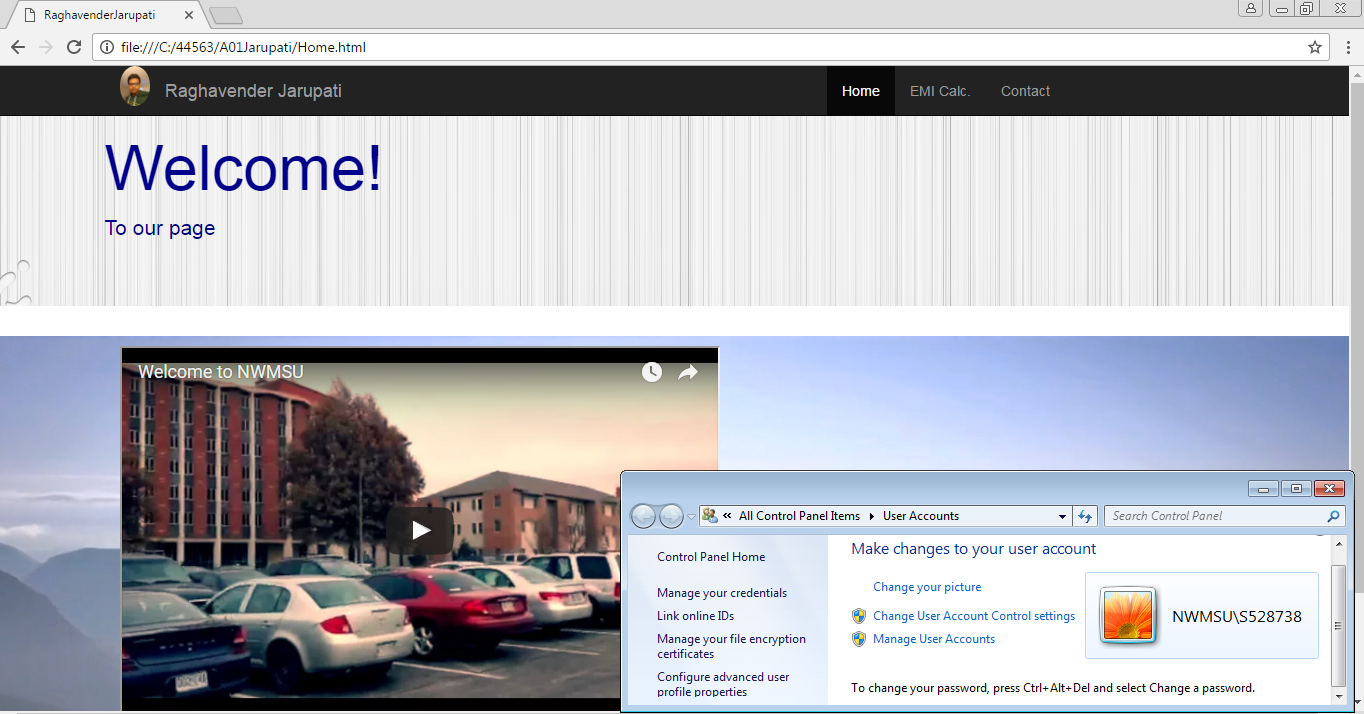 RaghavenderJarupati
file:///C:/44563/A01Jarupati/Home.html
Raghavender Jarupati
Home
EMI Calc.
Contact
Welcome!
To our page
Welcome to NWMSU
« All Control Panel Items
User Accounts
Search Control Panel
Control Panel Home
Manage your credentials
Link online IDs
Manage your file encryption
certificates
Configure advanced user
profile properties
Make changes to your user account
Change your picture
Change User Account Control settings
Manage User Accounts
NWMSU\S528738
To change your password, press Ctrl+Alt+Del and select Change a password.